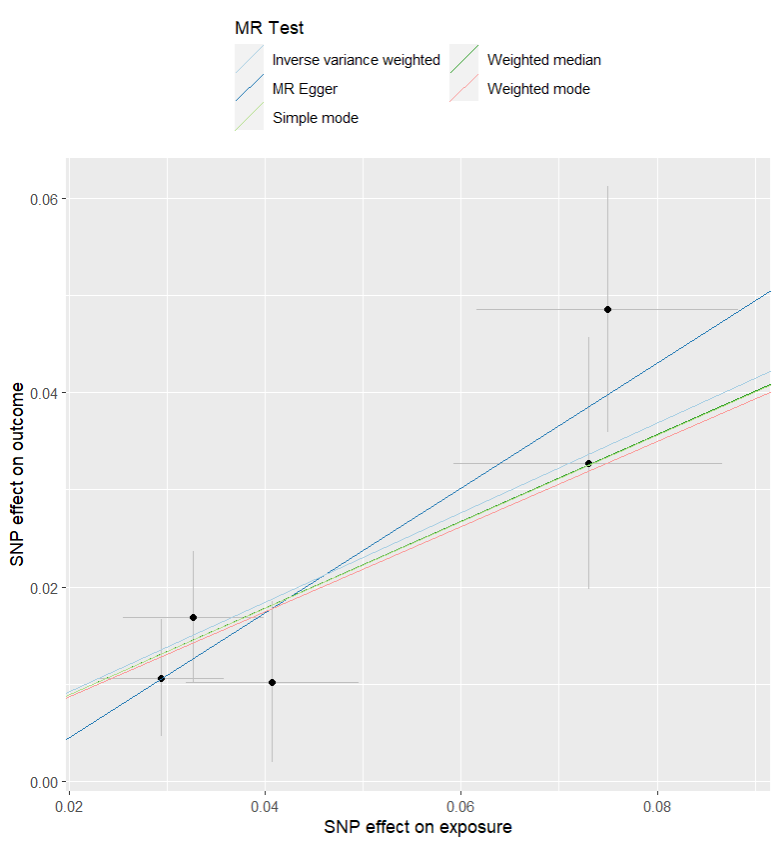 MR Test
Inverse variance weighted
Weighted median
MR Egger
Weighted mode
Simple mode
0.06
0.04
0.02
0.00
SNP effect on outcome
0.02
0.04
0.06
0.08
SNP effect on exposure